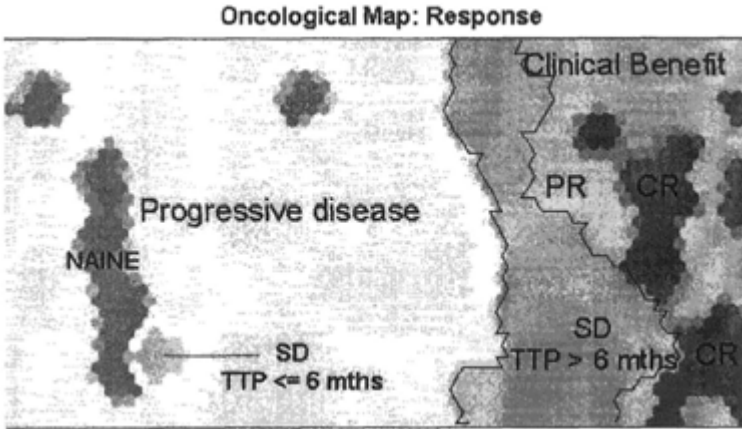 Oncological Map: Response
Clinical Benefit
PR
CR
Progressive disease
NAINE
SD
TTP <= 6 mths
SD
TTP > 6 mths
CR